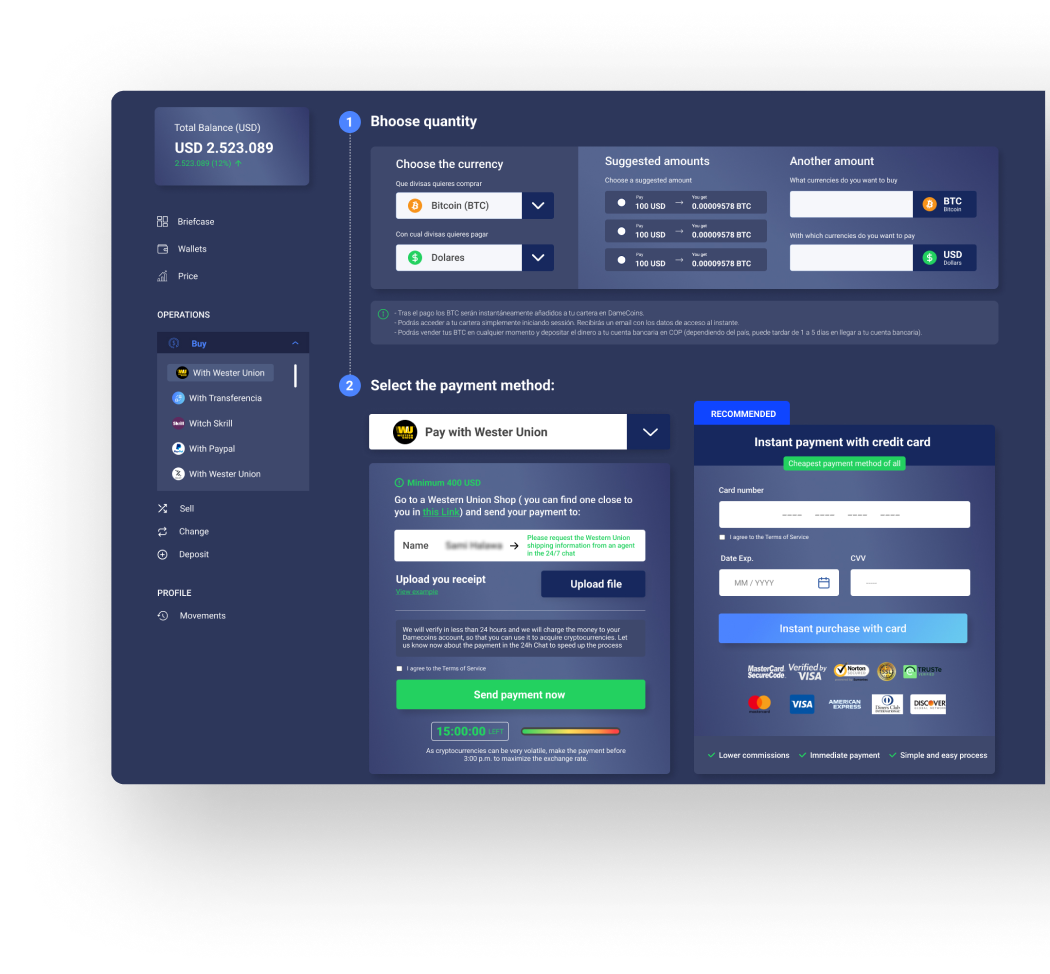 Total Balance (USD)
USD 2.523.089
2.523.089 (12%)
Briefcase
Wallets
Price
OPERATIONS
Buy
With Wester Union
With Transferencia
Witch Skrill
With Paypal
With Wester Union
Sell
Change
Deposit
PROFILE
Movements
1
Bhoose quantity
Choose the currency
Que divisas quieres comprar
Bitcoin (BTC)
Con cual divisas quieres pagar
Dolares
Suggested amounts
Choose a suggested amount
Pay
You get
100 USD → 0.00009578 BTC
Pay
You get
100 USD → 0.00009578 BTC
Pay
You get
100 USD → 0.00009578 BTC
Another amount
What currencies do you want to buy
BTC
Bitcoin
With which currencies do you want to pay
USD
Dollars
- Tras el pago los BTC serán instantáneamente añadidos a tu cartera en DameCoins.
- Podrás acceder a tu cartera simplemente iniciando sessión. Recibirás un email con los datos de acceso al instante.
- Podrás vender tus BTC en cualquier momento y depositar el dinero a tu cuenta bancaria en COP (dependiendo del país, puede tardar de 1 a 5 días en llegar a tu cuenta bancaria).
2
Select the payment method:
WU
WESTERN
UNION
Pay with Wester Union
Minimum 400 USD
Go to a Western Union Shop ( you can find one close to
you in this Link) and send your payment to:
Name
Sami Halawa
→
Please request the Western Union
shipping information from an agent
in the 24/7 chat
Upload you receipt
View example
Upload file
We will verify in less than 24 hours and we will charge the money to your
Damecoins account, so that you can use it to acquire cryptocurrencies. Let
us know now about the payment in the 24h Chat to speed up the process
I agree to the Terms of Service
Send payment now
15:00:00 LEFT
As cryptocurrencies can be very volatile, make the payment before
3:00 p.m. to maximize the exchange rate.
RECOMMENDED
Instant payment with credit card
Cheapest payment method of all
Card number
____ ____ ____ ____
I agree to the Terms of Service
Date Exp.
CVV
MM / YYYY
Instant purchase with card
MasterCard.
SecureCode.
Verified by
VISA
Norton
SECURED
SSL
TRUSTe
VISA
AMERICAN
EXPRESS
Diners Club
INTERNATIONAL
DISCOVER
GLOBAL NETWORK
Lower commissions
Immediate payment
Simple and easy process